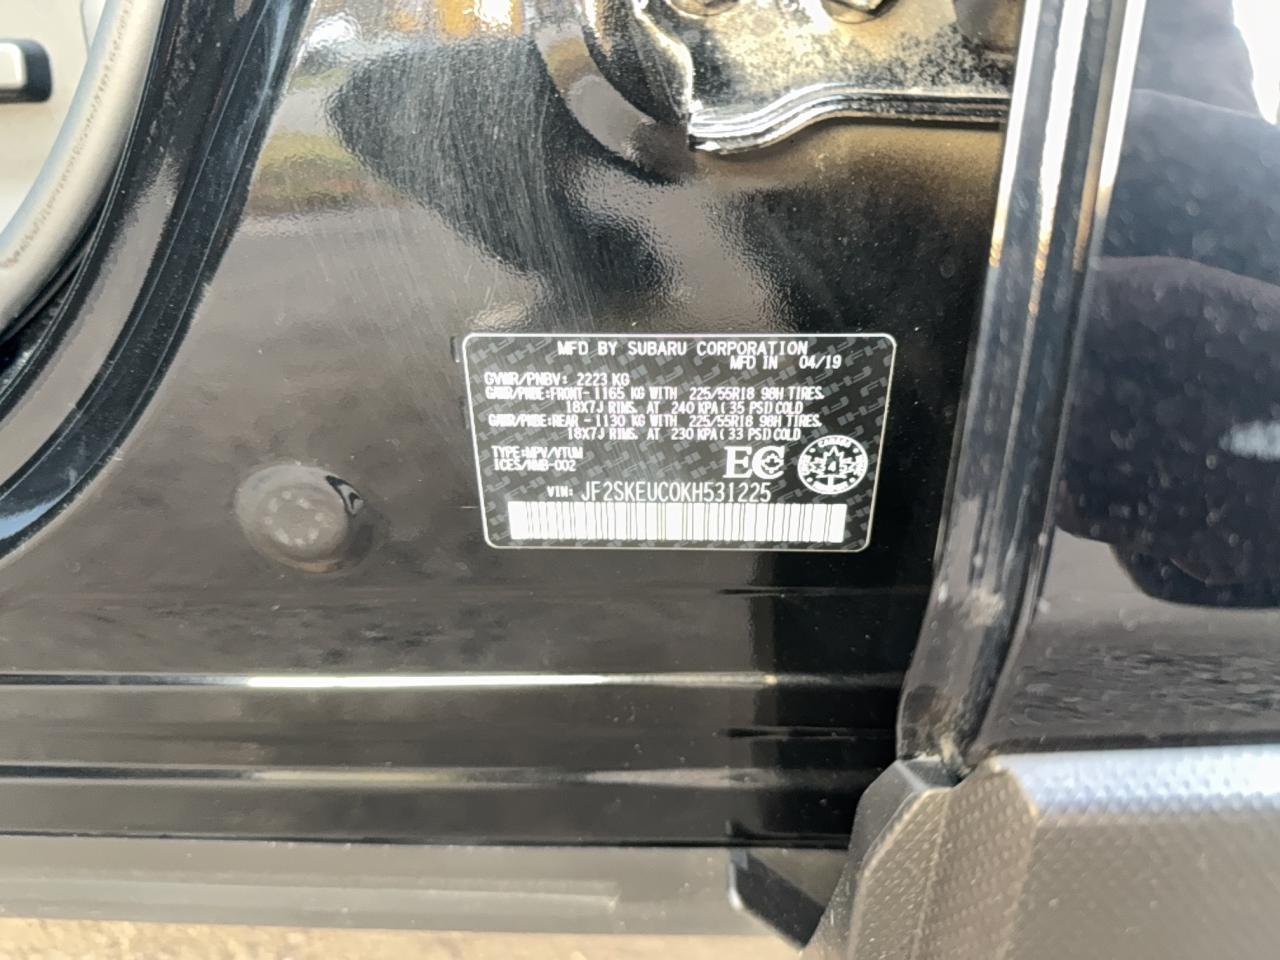 MFD BY SUBARU CORPORATION
MFD IN 04/19
GVWR/PNBV: 2223 KG
GAWR/PNBE:FRONT- 1165 KG WITH 225/55R18 98H TIRES.
18X7J RIMS. AT 240 KPA ( 35 PSI) COLD
GAWR/PNBE:REAR - 1130 KG WITH 225/55R18 98H TIRES.
18X7J RIMS. AT 230 KPA ( 33 PSI) COLD
TYPE:MPV/VTUM
ICES/NMB-002
EC
CANADA
45
VIN: JF2SKEUC0KH531225